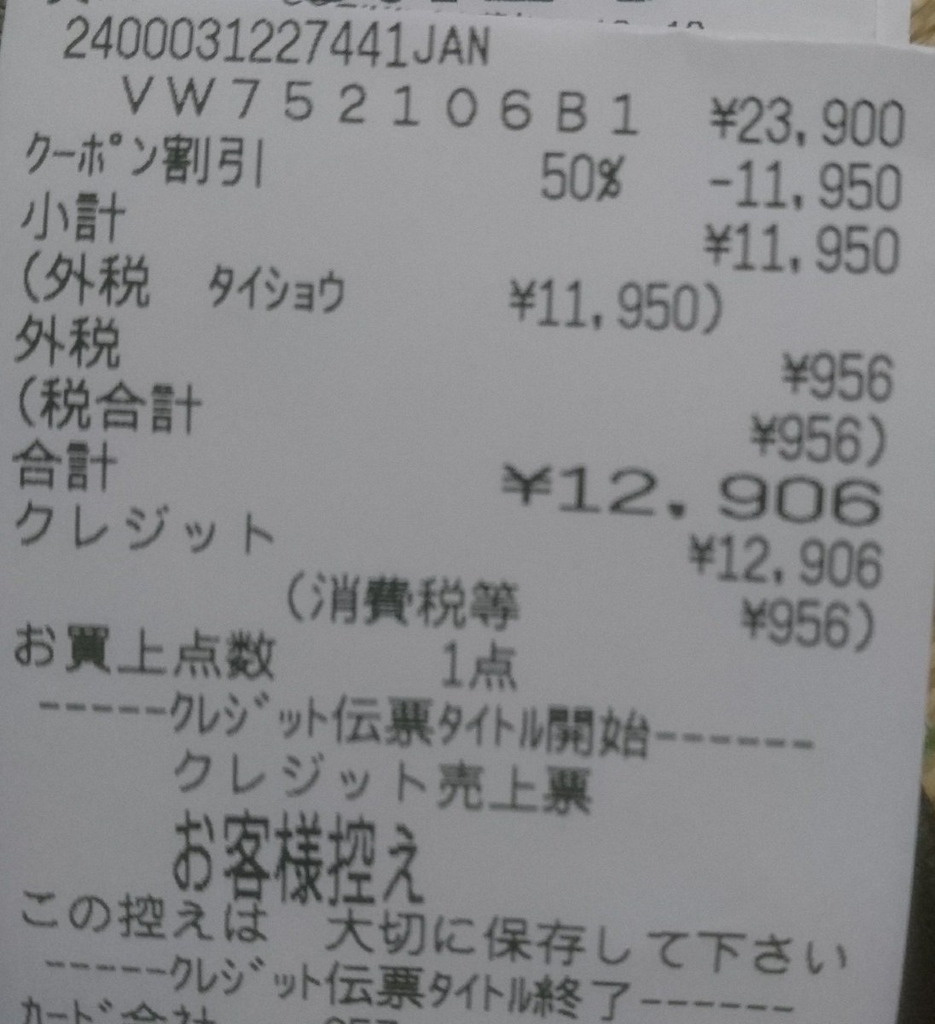 2400031227441JAN
VW752106B1 ¥23,900
クーポン割引 50% -11,950
小計 ¥11,950
(外税 タイショウ ¥11,950)
外税 ¥956
(税合計 ¥956)
合計 ¥12,906
クレジット ¥12,906
(消費税等 ¥956)
お買上点数 1点
-----クレジット伝票タイトル開始------
クレジット売上票
お客様控え
この控えは 大切に保存して下さい
-----クレジット伝票タイトル終了------
カード会社